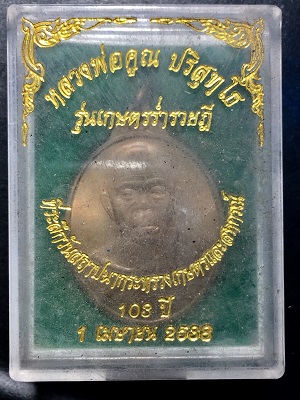 หลวงพ่อคูณ ปริสุทฺโธ
รุ่นเกษตรร่ำรวยดี
ที่ระลึกวันสถาปนากระทรวงเกษตรและสหกรณ์
103 ปี
1 เมษายน 2538